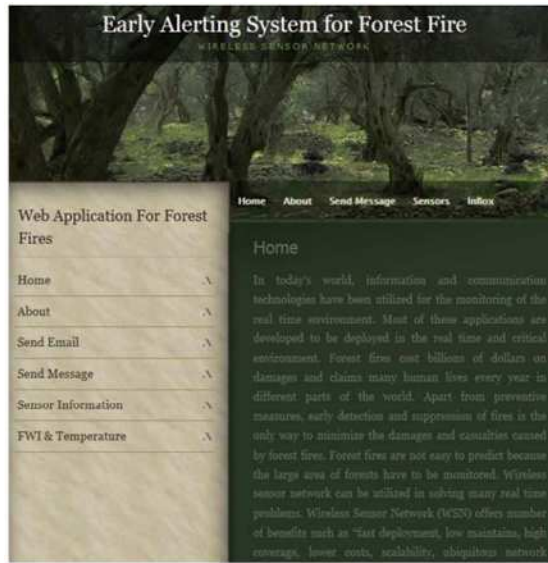 Early Alerting System for Forest Fire
WIRELESS SENSOR NETWORK
Home About Send Message Sensors Inbox
Web Application For Forest
Fires
Home
About
Send Email
Send Message
Sensor Information
FWI & Temperature
Home
In today's world, information and communication
technologies have been utilized for the monitoring of the
real time environment. Most of these applications are
developed to be deployed in the real time and critical
environment. Forest fires cost billions of dollars on
damages and claims many human lives every year in
different parts of the world. Apart from preventive
measures, early detection and suppression of fires is the
only way to minimize the damages and casualties caused
by forest fires. Forest fires are not easy to predict because
the large area of forests have to be monitored. Wireless
sensor network can be utilized in solving many real time
problems. Wireless Sensor Network (WSN) offers number
of benefits such as "fast deployment, low maintains, high
coverage, lower costs, scalability, ubiquitous network